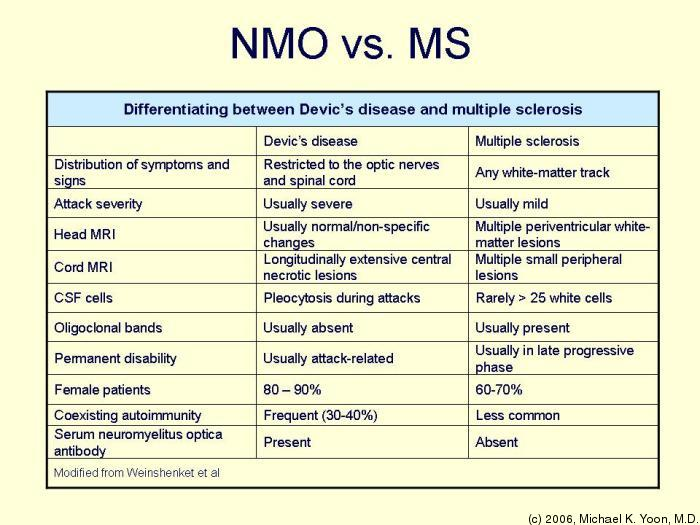 NMO vs. MS
Differentiating between Devic's disease and multiple sclerosis
Devic's disease
Multiple sclerosis
Distribution of symptoms and
signs
Restricted to the optic nerves
and spinal cord
Any white-matter track
Attack severity
Usually severe
Usually mild
Head MRI
Usually normal/non-specific
changes
Multiple periventricular white-
matter lesions
Cord MRI
Longitudinally extensive central
necrotic lesions
Multiple small peripheral
lesions
CSF cells
Pleocytosis during attacks
Rarely > 25 white cells
Oligoclonal bands
Usually absent
Usually present
Permanent disability
Usually attack-related
Usually in late progressive
phase
Female patients
80 – 90%
60-70%
Coexisting autoimmunity
Frequent (30-40%)
Less common
Serum neuromyelitus optica
antibody
Present
Absent
Modified from Weinshenket et al
(c) 2006, Michael K. Yoon, M.D.